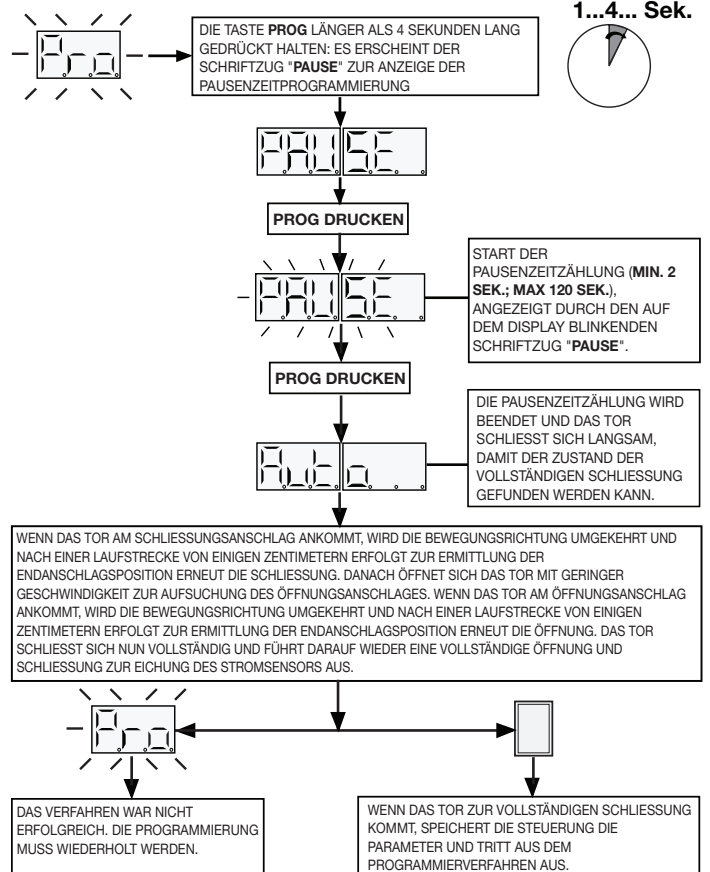 1...4... Sek.
Pro
DIE TASTE PROG LÄNGER ALS 4 SEKUNDEN LANG
GEDRÜCKT HALTEN: ES ERSCHEINT DER
SCHRIFTZUG "PAUSE" ZUR ANZEIGE DER
PAUSENZEITPROGRAMMIERUNG
PAUSE
PROG DRUCKEN
PAUSE
START DER
PAUSENZEITZÄHLUNG (MIN. 2
SEK.; MAX 120 SEK.),
ANGEZEIGT DURCH DEN AUF
DEM DISPLAY BLINKENDEN
SCHRIFTZUG "PAUSE".
PROG DRUCKEN
Auto
DIE PAUSENZEITZÄHLUNG WIRD
BEENDET UND DAS TOR
SCHLIESST SICH LANGSAM,
DAMIT DER ZUSTAND DER
VOLLSTÄNDIGEN SCHLIESSUNG
GEFUNDEN WERDEN KANN.
WENN DAS TOR AM SCHLIESSUNGSANSCHLAG ANKOMMT, WIRD DIE BEWEGUNGSRICHTUNG UMGEKEHRT UND
NACH EINER LAUFSTRECKE VON EINIGEN ZENTIMETERN ERFOLGT ZUR ERMITTLUNG DER
ENDANSCHLAGSPOSITION ERNEUT DIE SCHLIESSUNG. DANACH ÖFFNET SICH DAS TOR MIT GERINGER
GESCHWINDIGKEIT ZUR AUFSUCHUNG DES ÖFFNUNGSANSCHLAGES. WENN DAS TOR AM ÖFFNUNGSANSCHLAG
ANKOMMT, WIRD DIE BEWEGUNGSRICHTUNG UMGEKEHRT UND NACH EINER LAUFSTRECKE VON EINIGEN
ZENTIMETERN ERFOLGT ZUR ERMITTLUNG DER ENDANSCHLAGSPOSITION ERNEUT DIE ÖFFNUNG. DAS TOR
SCHLIESST SICH NUN VOLLSTÄNDIG UND FÜHRT DARAUF WIEDER EINE VOLLSTÄNDIGE ÖFFNUNG UND
SCHLIESSUNG ZUR EICHUNG DES STROMSENSORS AUS.
Pro
DAS VERFAHREN WAR NICHT
ERFOLGREICH. DIE PROGRAMMIERUNG
MUSS WIEDERHOLT WERDEN.
WENN DAS TOR ZUR VOLLSTÄNDIGEN SCHLIESSUNG
KOMMT, SPEICHERT DIE STEUERUNG DIE
PARAMETER UND TRITT AUS DEM
PROGRAMMIERVERFAHREN AUS.